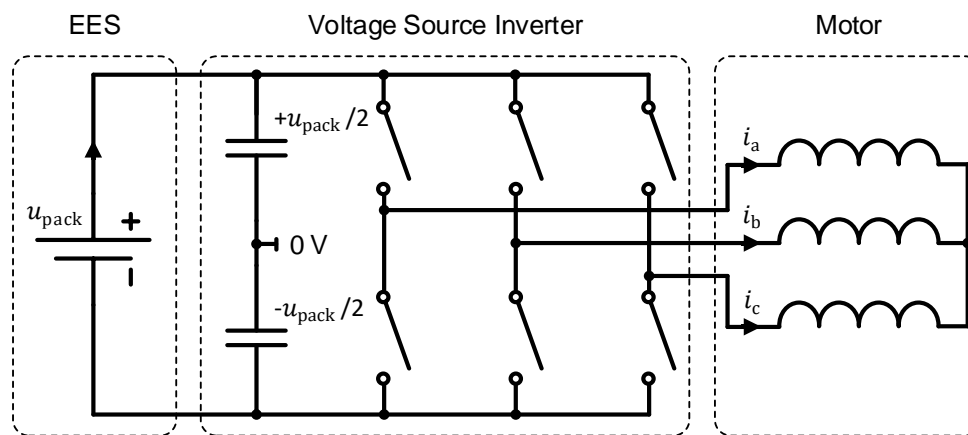 EES
Voltage Source Inverter
Motor
+u_pack /2
i_a
u_pack
+
0 V
i_b
-u_pack /2
i_c